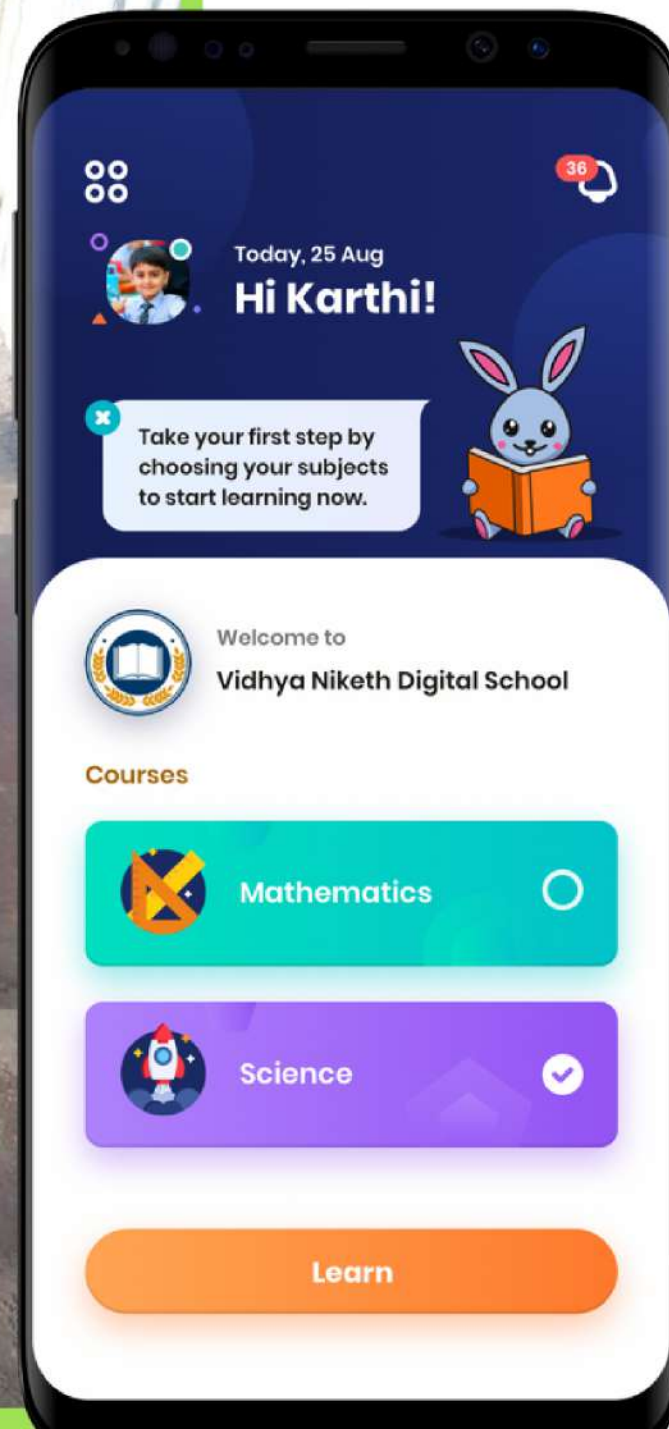 36
Today, 25 Aug
Hi Karthi!
Take your first step by
choosing your subjects
to start learning now.
Welcome to
Vidhya Niketh Digital School
Courses
Mathematics
Science
Learn